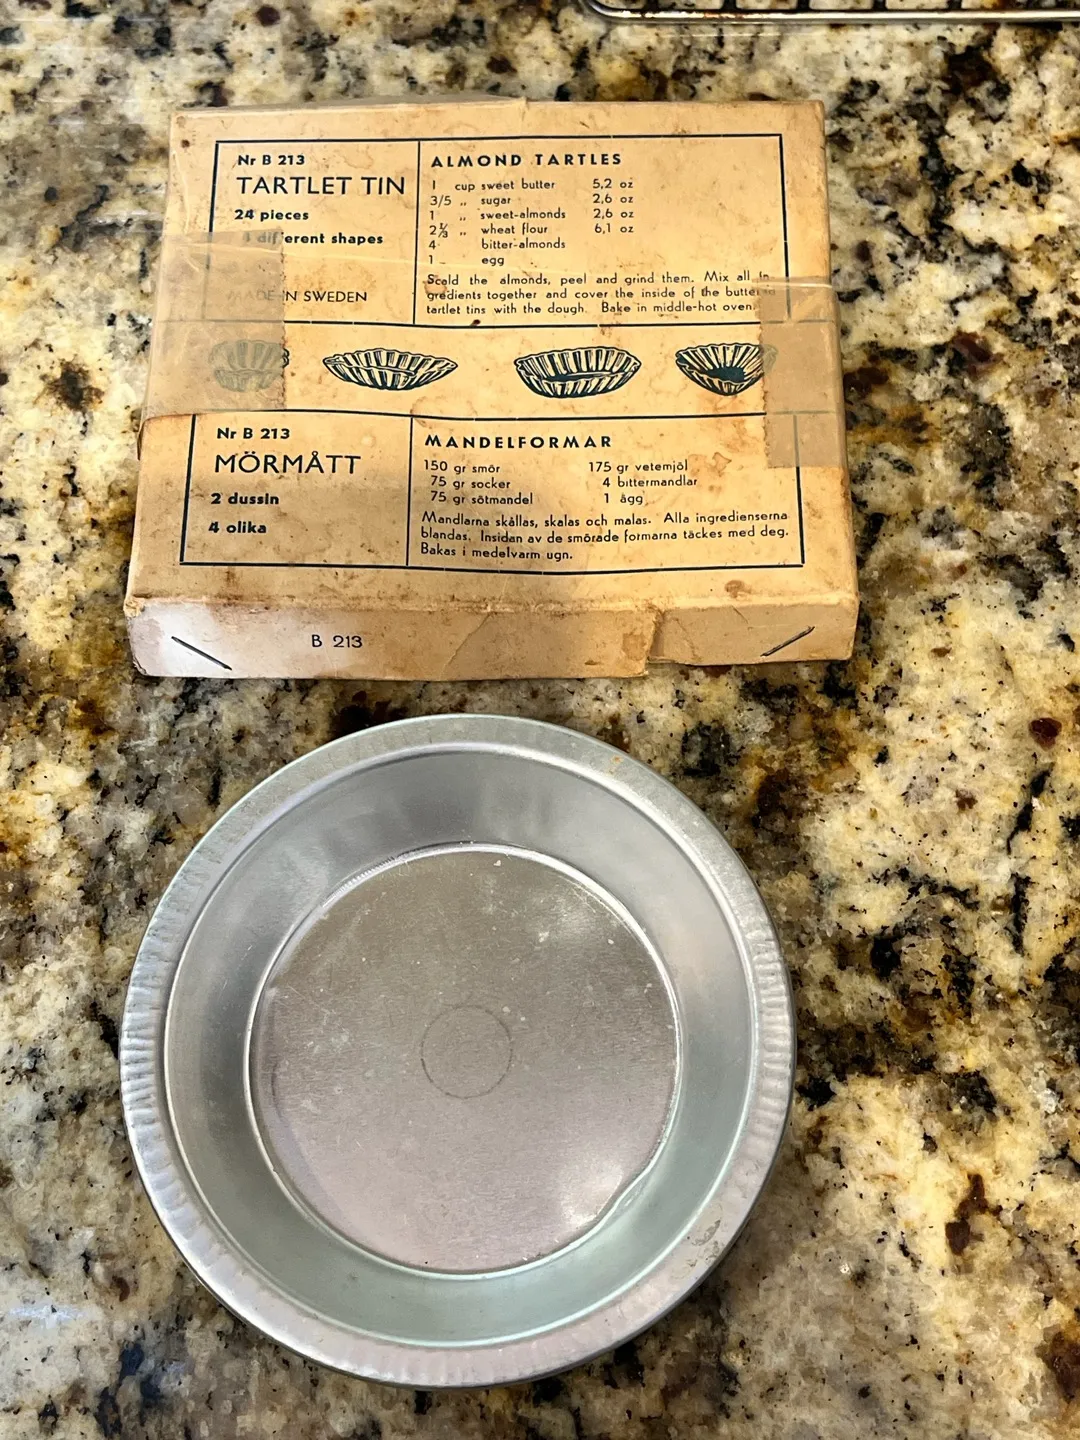 Nr B 213
TARTLET TIN
24 pieces
4 different shapes
MADE IN SWEDEN
ALMOND TARTLES
1 cup sweet butter 5,2 oz
3/5 „ sugar 2,6 oz
1 „ sweet-almonds 2,6 oz
2⅓ „ wheat flour 6,1 oz
4 bitter-almonds
1 egg
Scald the almonds, peel and grind them. Mix all in-
gredients together and cover the inside of the buttered
tartlet tins with the dough. Bake in middle-hot oven.
Nr B 213
MÖRMÅTT
2 dussin
4 olika
MANDELFORMAR
150 gr smör 175 gr vetemjöl
75 gr socker 4 bittermandlar
75 gr sötmandel 1 ägg
Mandlarna skållas, skalas och malas. Alla ingredienserna
blandas. Insidan av de smörade formarna täckes med deg.
Bakas i medelvarm ugn.
B 213